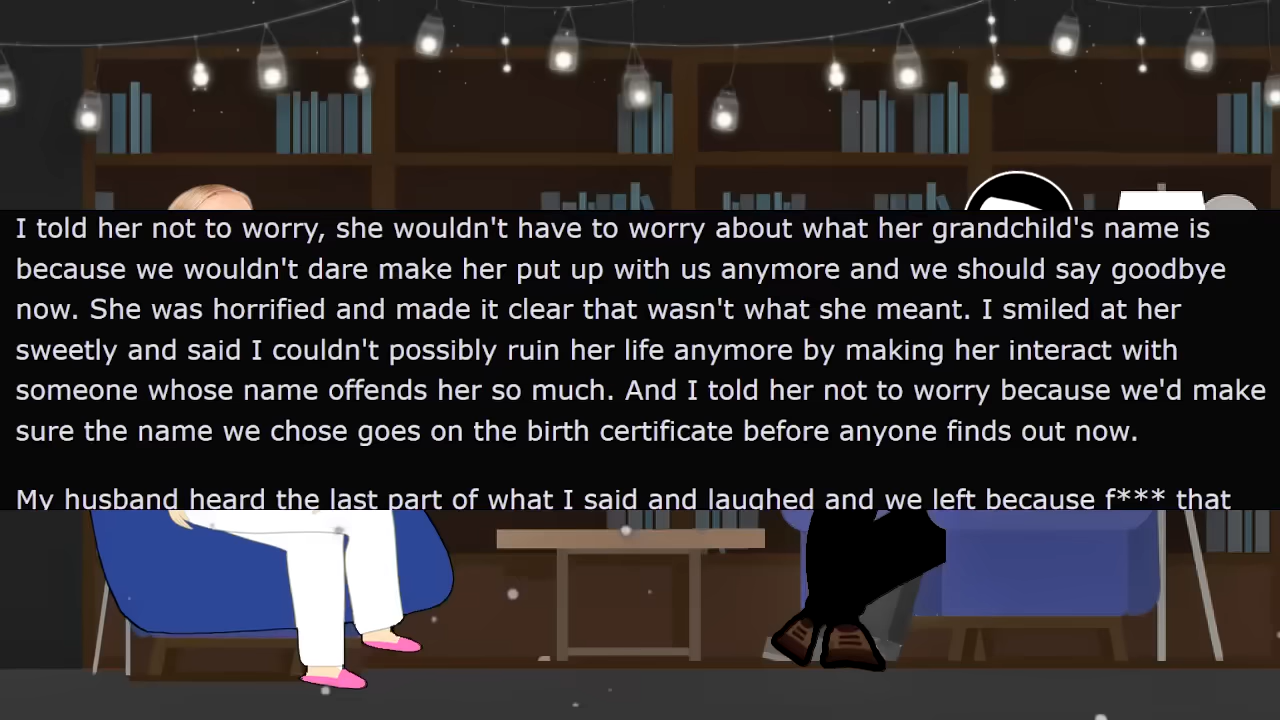 I told her not to worry, she wouldn't have to worry about what her grandchild's name is
because we wouldn't dare make her put up with us anymore and we should say goodbye
now. She was horrified and made it clear that wasn't what she meant. I smiled at her
sweetly and said I couldn't possibly ruin her life anymore by making her interact with
someone whose name offends her so much. And I told her not to worry because we'd make
sure the name we chose goes on the birth certificate before anyone finds out now.
My husband heard the last part of what I said and laughed and we left because f*** that